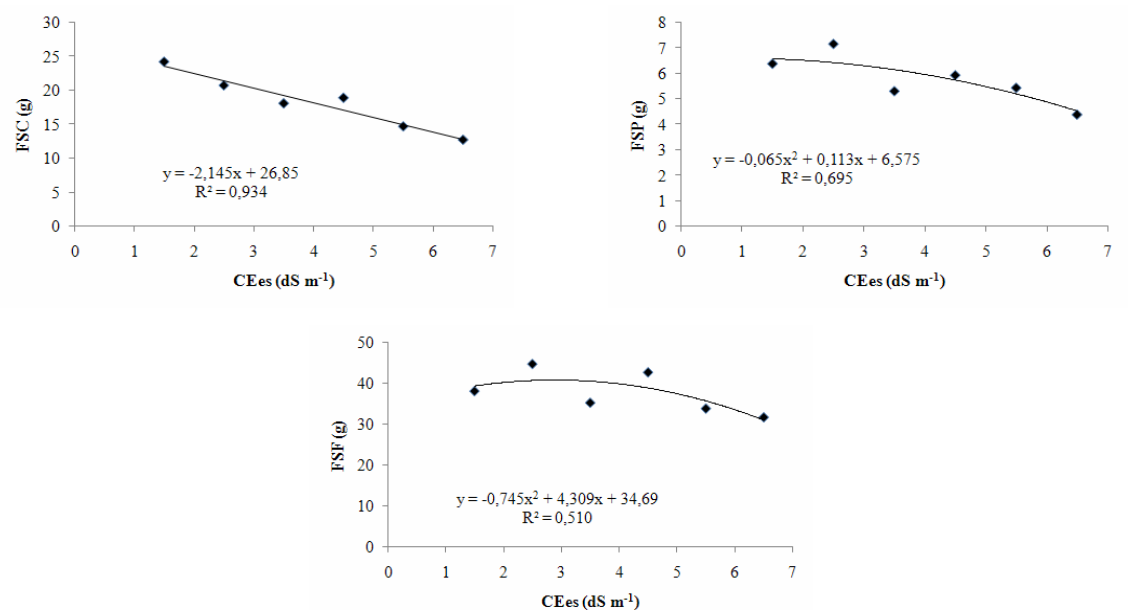 30
25
20
15
10
5
0
FSC (g)
y = -2,145x + 26,85
R² = 0,934
0 1 2 3 4 5 6 7
CEes (dS m⁻¹)
8
7
6
5
4
3
2
1
0
FSP (g)
y = -0,065x² + 0,113x + 6,575
R² = 0,695
0 1 2 3 4 5 6 7
CEes (dS m⁻¹)
50
40
30
20
10
0
FSF (g)
y = -0,745x² + 4,309x + 34,69
R² = 0,510
0 1 2 3 4 5 6 7
CEes (dS m⁻¹)